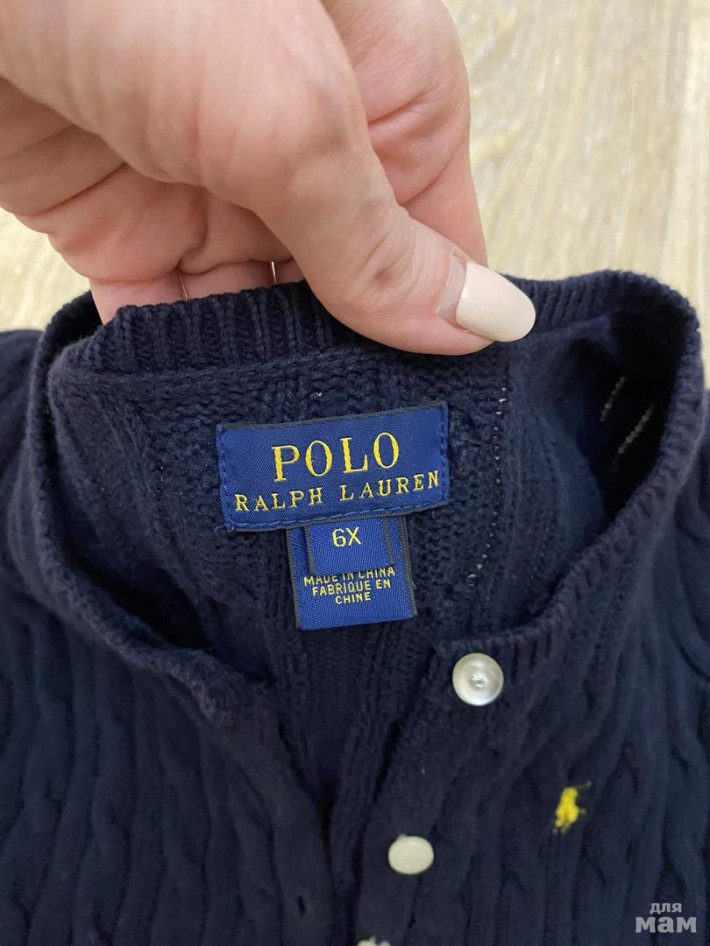 POLO
RALPH LAUREN
6X
MADE IN CHINA
FABRIQUE EN
CHINE
для
мам